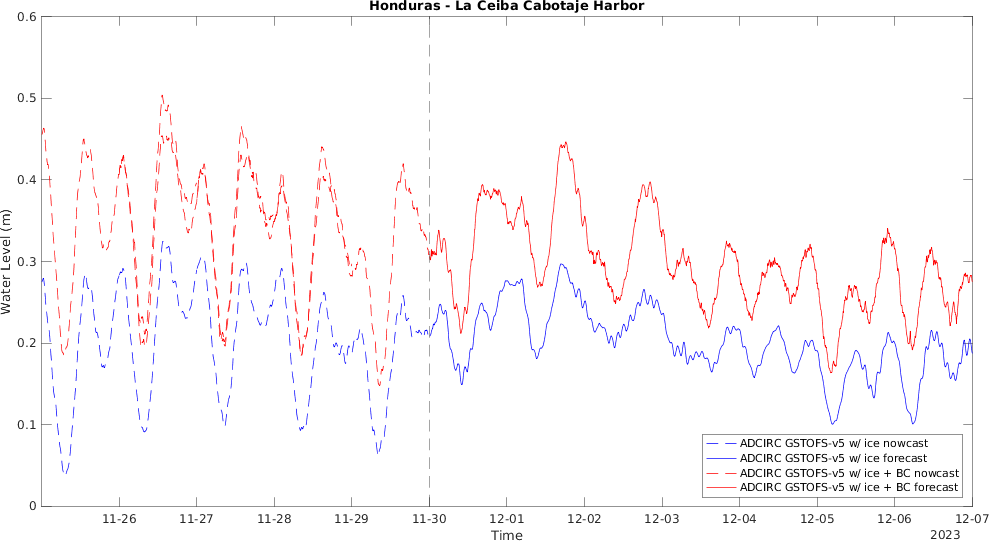 Honduras - La Ceiba Cabotaje Harbor
0.6
0.5
0.4
0.3
0.2
0.1
0
Water Level (m)
11-26 11-27 11-28 11-29 11-30 12-01 12-02 12-03 12-04 12-05 12-06 12-07
Time
2023
ADCIRC GSTOFS-v5 w/ ice nowcast
ADCIRC GSTOFS-v5 w/ ice forecast
ADCIRC GSTOFS-v5 w/ ice + BC nowcast
ADCIRC GSTOFS-v5 w/ ice + BC forecast